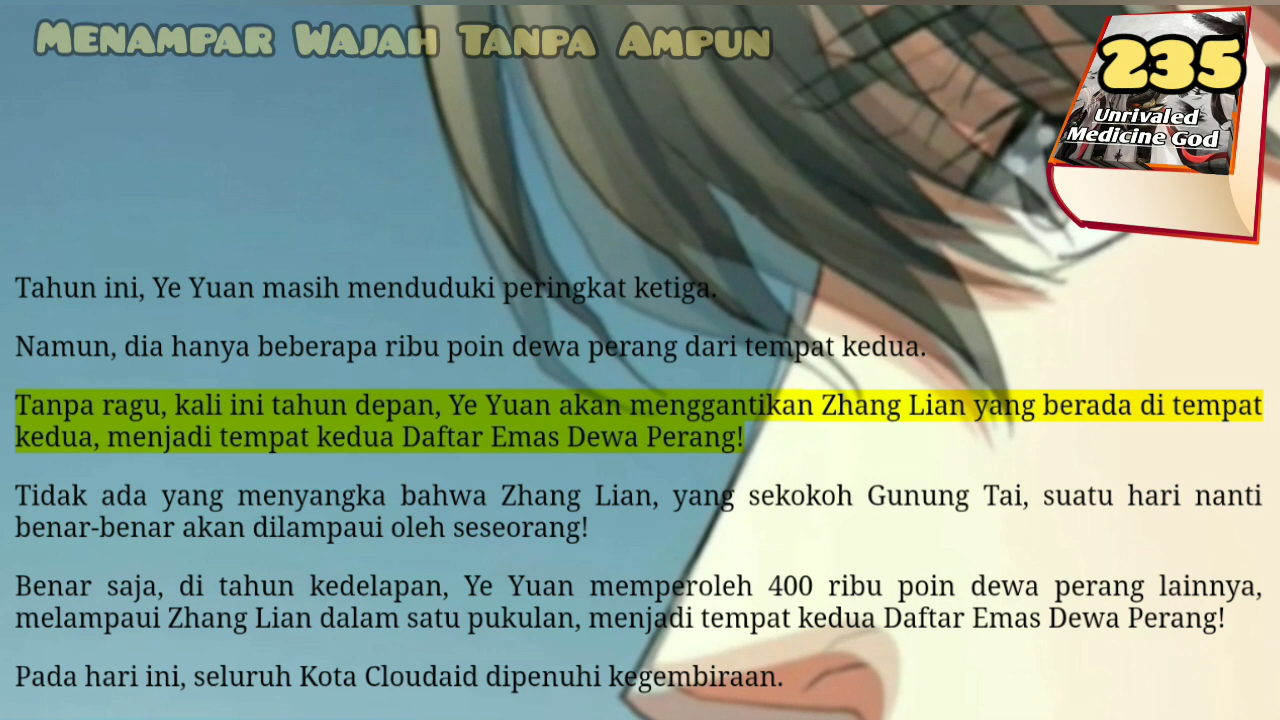 Menampar Wajah Tanpa Ampun
235
Unrivaled
Medicine God
Tahun ini, Ye Yuan masih menduduki peringkat ketiga.
Namun, dia hanya beberapa ribu poin dewa perang dari tempat kedua.
Tanpa ragu, kali ini tahun depan, Ye Yuan akan menggantikan Zhang Lian yang berada di tempat
kedua, menjadi tempat kedua Daftar Emas Dewa Perang!
Tidak ada yang menyangka bahwa Zhang Lian, yang sekokoh Gunung Tai, suatu hari nanti
benar-benar akan dilampaui oleh seseorang!
Benar saja, di tahun kedelapan, Ye Yuan memperoleh 400 ribu poin dewa perang lainnya,
melampaui Zhang Lian dalam satu pukulan, menjadi tempat kedua Daftar Emas Dewa Perang!
Pada hari ini, seluruh Kota Cloudaid dipenuhi kegembiraan.